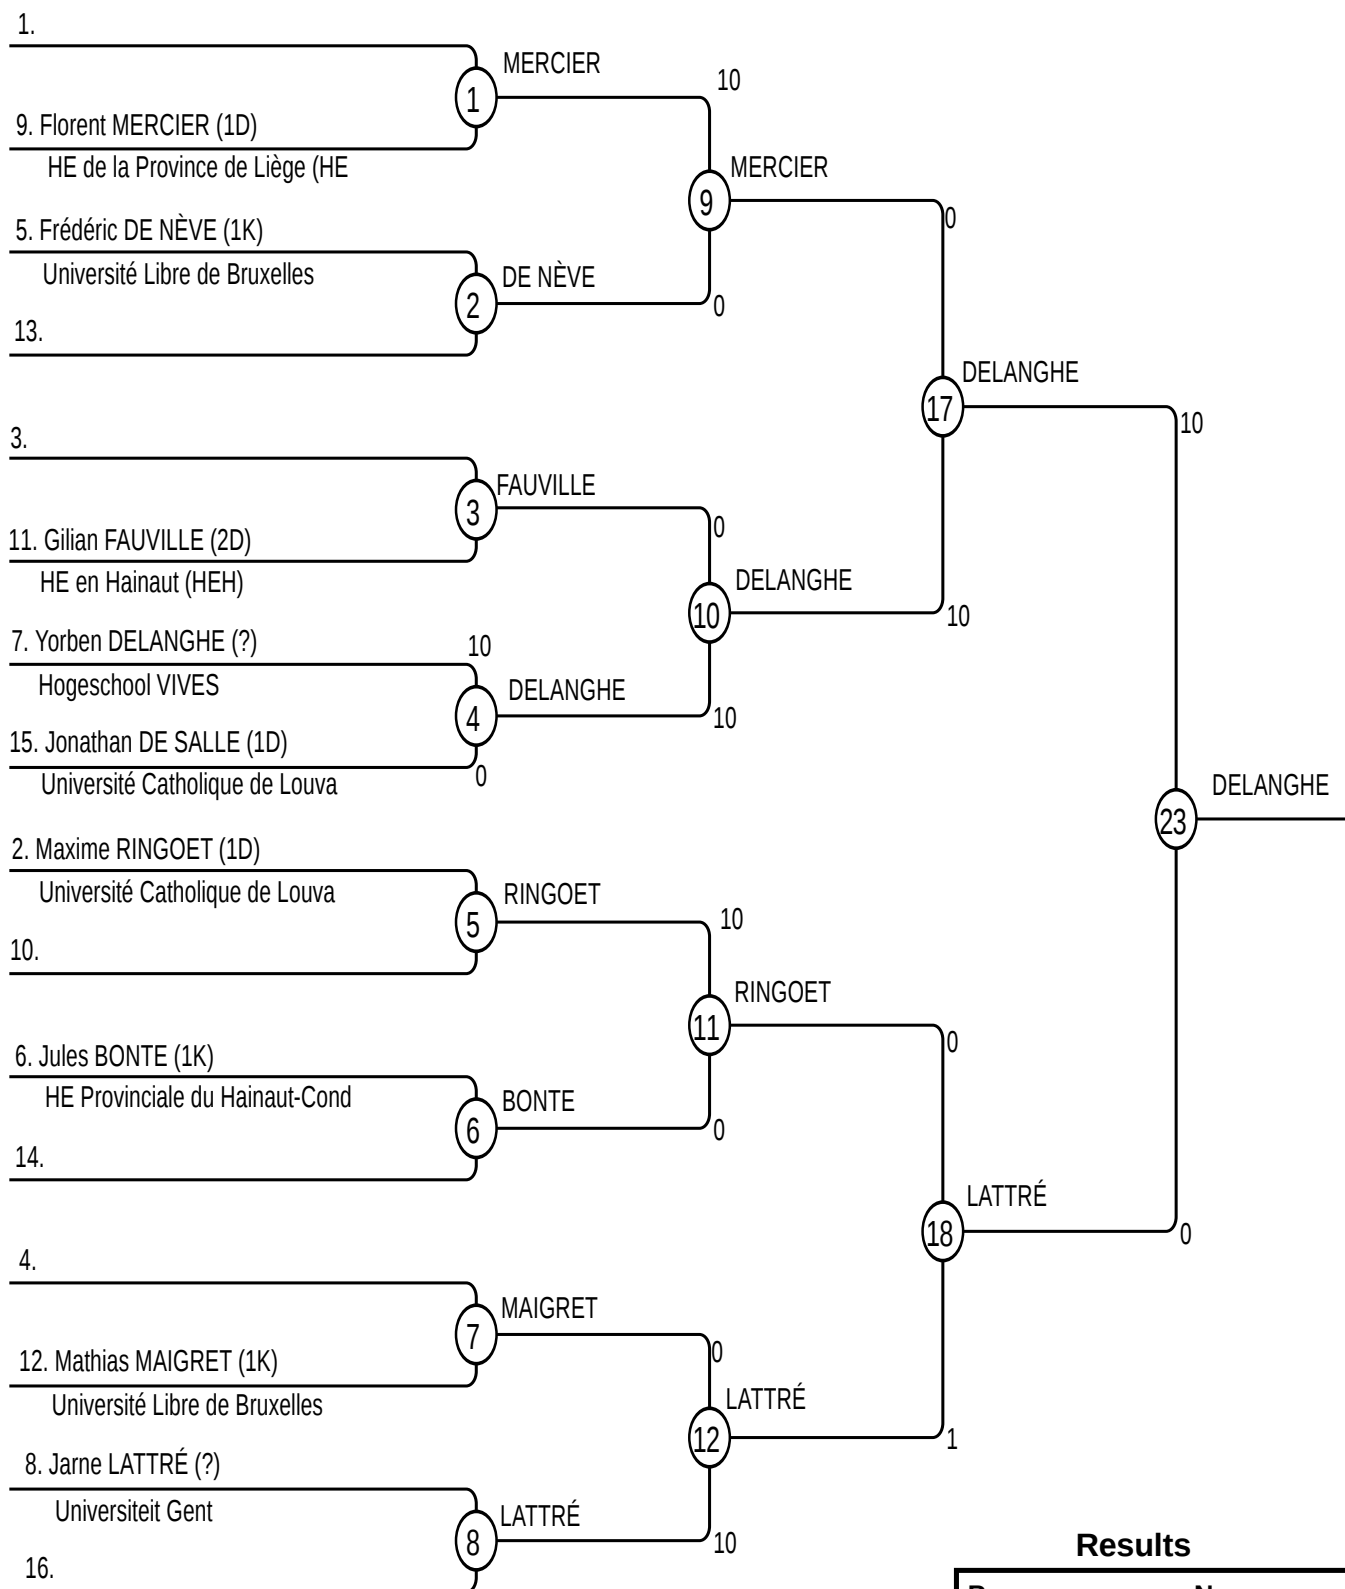 1.
MERCIER
10
1
9. Florent MERCIER (1D)
HE de la Province de Liège (HE
MERCIER
9
0
5. Frédéric DE NÈVE (1K)
Université Libre de Bruxelles
DE NÈVE
2
0
13.
DELANGHE
17
10
3.
FAUVILLE
3
0
11. Gilian FAUVILLE (2D)
HE en Hainaut (HEH)
DELANGHE
10
10
7. Yorben DELANGHE (?)
10
Hogeschool VIVES
DELANGHE
4
10
15. Jonathan DE SALLE (1D)
0
Université Catholique de Louva
DELANGHE
23
2. Maxime RINGOET (1D)
Université Catholique de Louva
RINGOET
10
5
10.
RINGOET
11
0
6. Jules BONTE (1K)
HE Provinciale du Hainaut-Cond
BONTE
6
0
14.
LATTRÉ
18
0
4.
MAIGRET
7
0
12. Mathias MAIGRET (1K)
Université Libre de Bruxelles
LATTRÉ
12
1
8. Jarne LATTRÉ (?)
Universiteit Gent
LATTRÉ
8
10
16.
Results